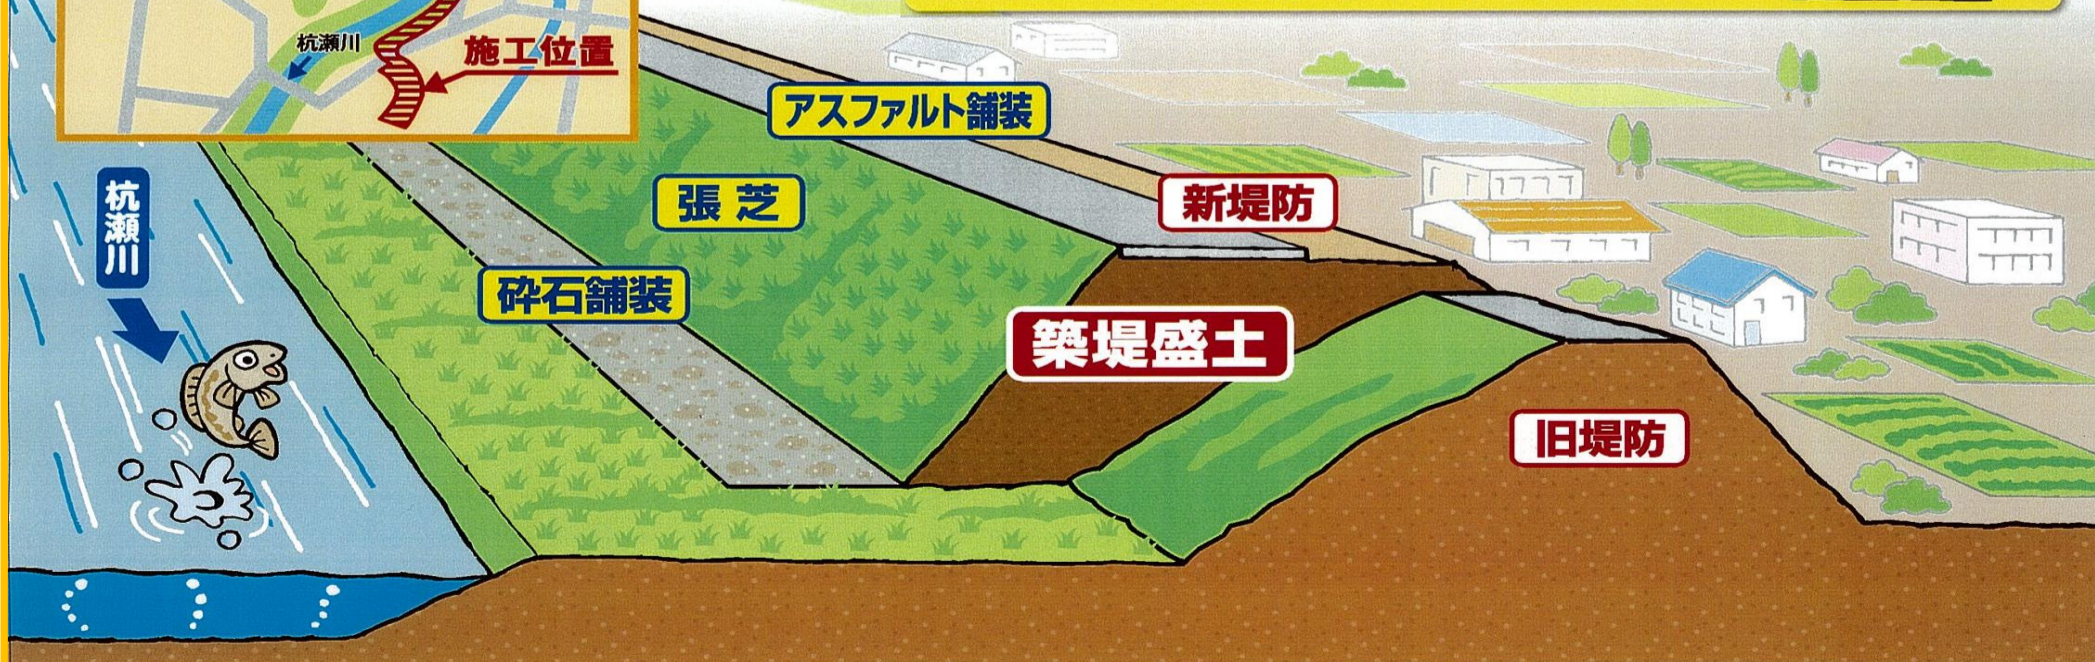 杭瀬川
施工位置
アスファルト舗装
杭瀬川
張芝
新堤防
砕石舗装
築堤盛土
旧堤防